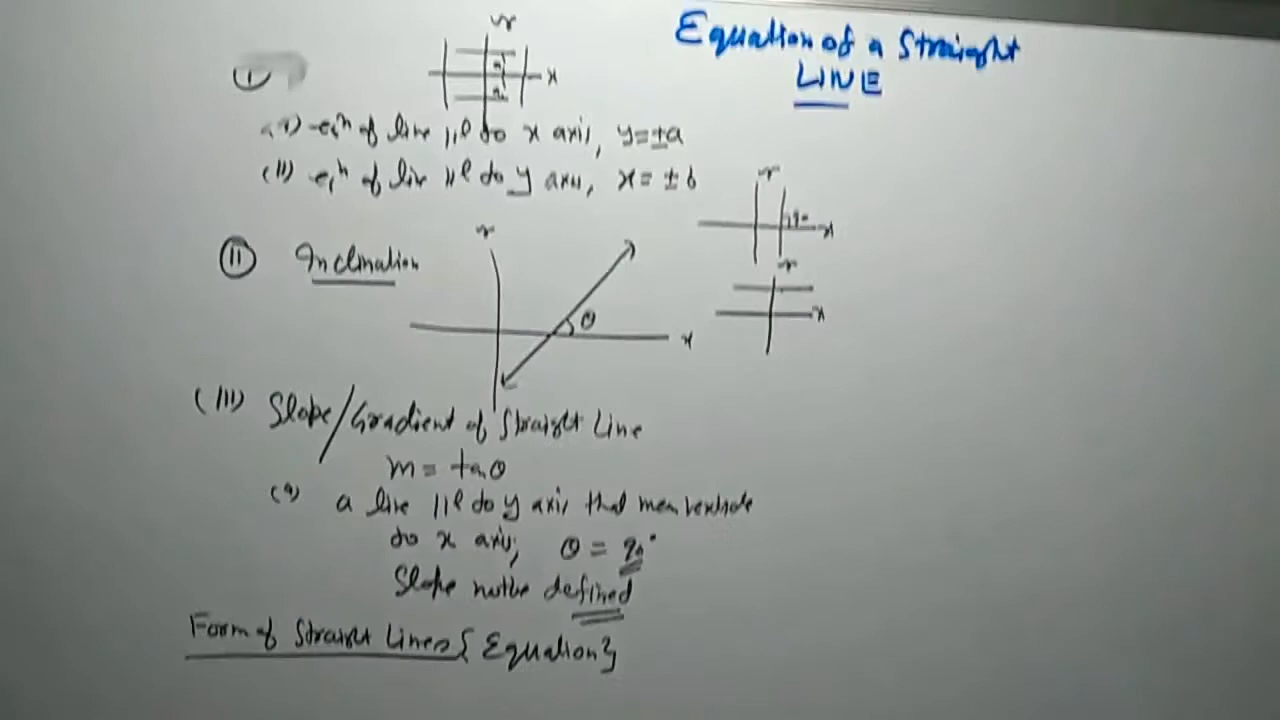 Equation of a Straight
LINE
(I)
Y
a
a
X
(I) eqn of line ||l to x axis, y = ±a
(II) eqn of line ||l to y axis, x = ± b
Y
90
X
(II) Inclination
Y
θ
X
Y
X
(III) Slope/Gradient of Straight Line
m = tan θ
(a) a line ||l to y axis that mean
to x axis, θ = 90°
Slope not be defined
Form of Straight Lines { Equation }